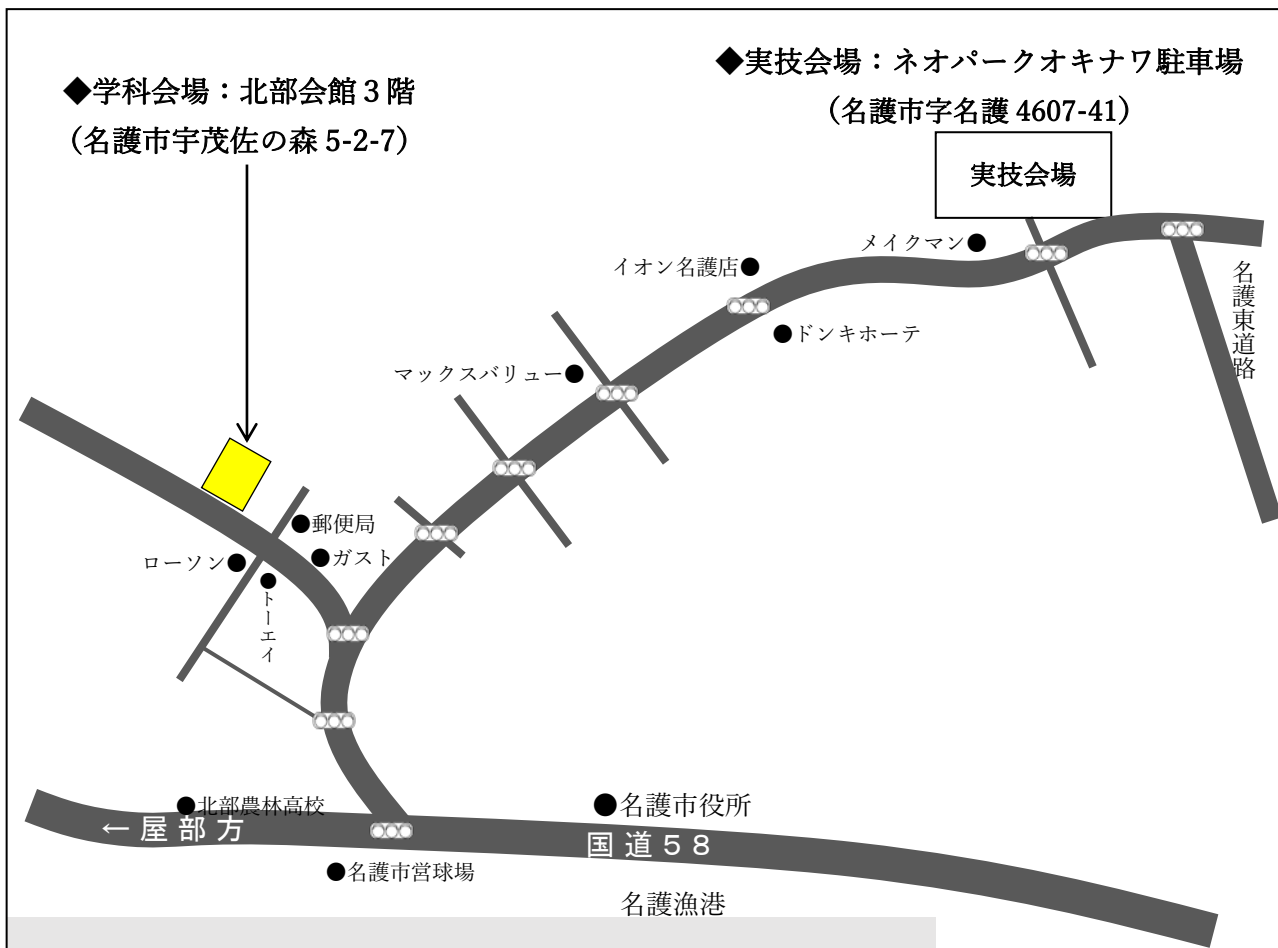 ◆学科会場：北部会館３階
（名護市宇茂佐の森 5-2-7）
◆実技会場：ネオパークオキナワ駐車場
（名護市字名護 4607-41）
実技会場
メイクマン●
イオン名護店●
●ドンキホーテ
名護東道路
マックスバリュー●
●郵便局
●ガスト
ローソン●
●トーエイ
●北部農林高校
←屋部方
●名護市役所
国道５８
●名護市営球場
名護漁港